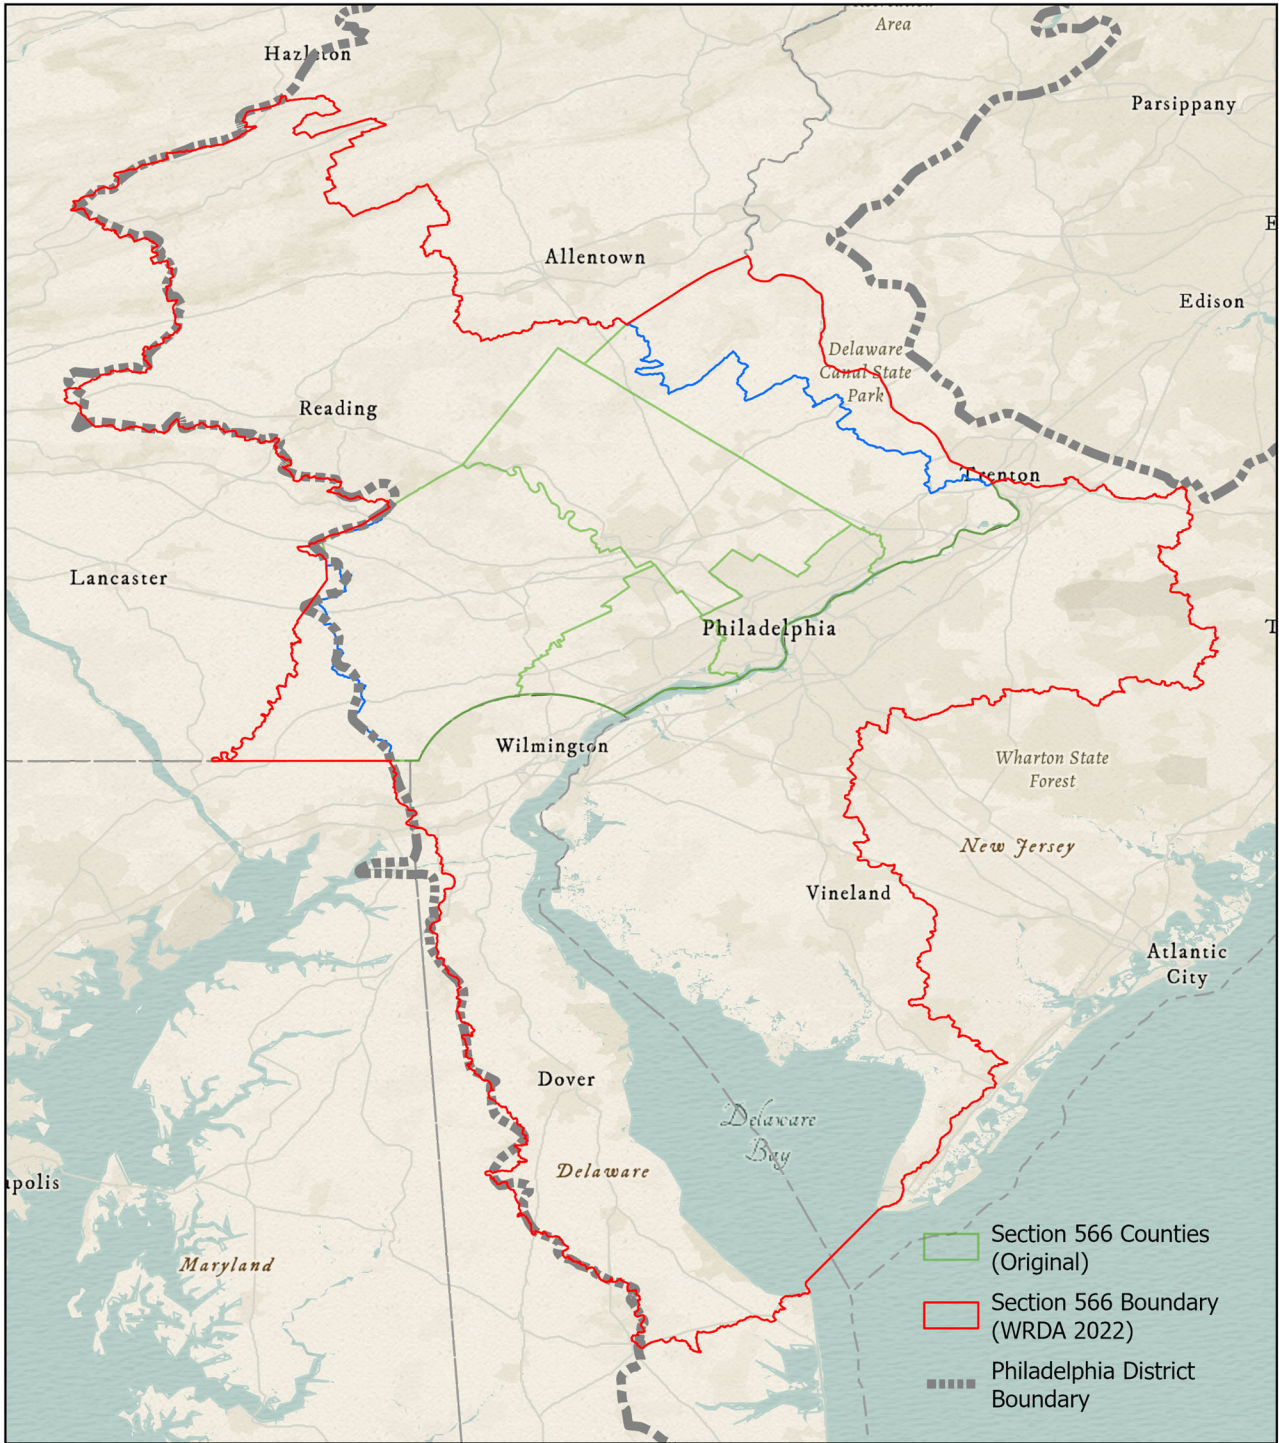 Area
Hazleton
Parsippany
Allentown
Edison
Delaware
Canal State
Park
Reading
Trenton
Lancaster
Philadelphia
Wilmington
Wharton State
Forest
New Jersey
Vineland
Atlantic
City
Dover
Delaware
Bay
Delaware
apolis
Maryland
Section 566 Counties
(Original)
Section 566 Boundary
(WRDA 2022)
Philadelphia District
Boundary